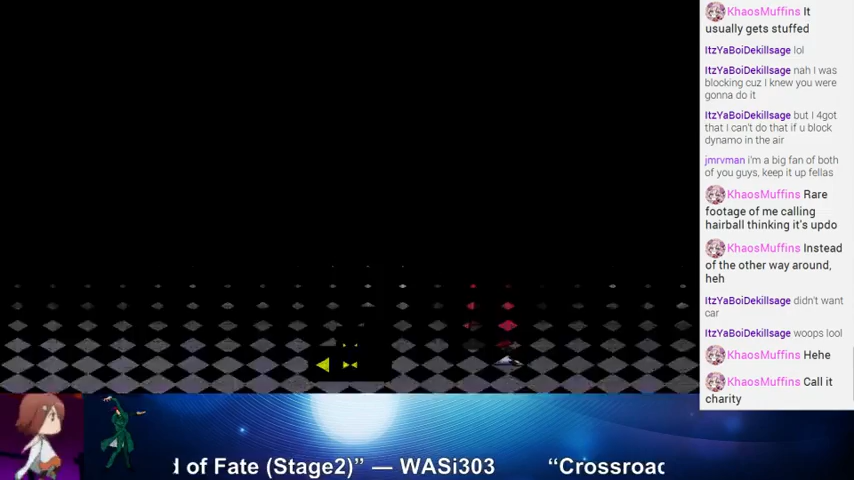 KhaosMuffins It
usually gets stuffed
ItzYaBoiDekillsage lol
ItzYaBoiDekillsage nah I was
blocking cuz I knew you were
gonna do it
ItzYaBoiDekillsage but I 4got
that I can't do that if u block
dynamo in the air
jmrvman i'm a big fan of both
of you guys, keep it up fellas
KhaosMuffins Rare
footage of me calling
hairball thinking it's updo
KhaosMuffins Instead
of the other way around,
heh
ItzYaBoiDekillsage didn't want
car
ItzYaBoiDekillsage woops lool
KhaosMuffins Hehe
KhaosMuffins Call it
charity
d of Fate (Stage2)” — WASi303 “Crossroad